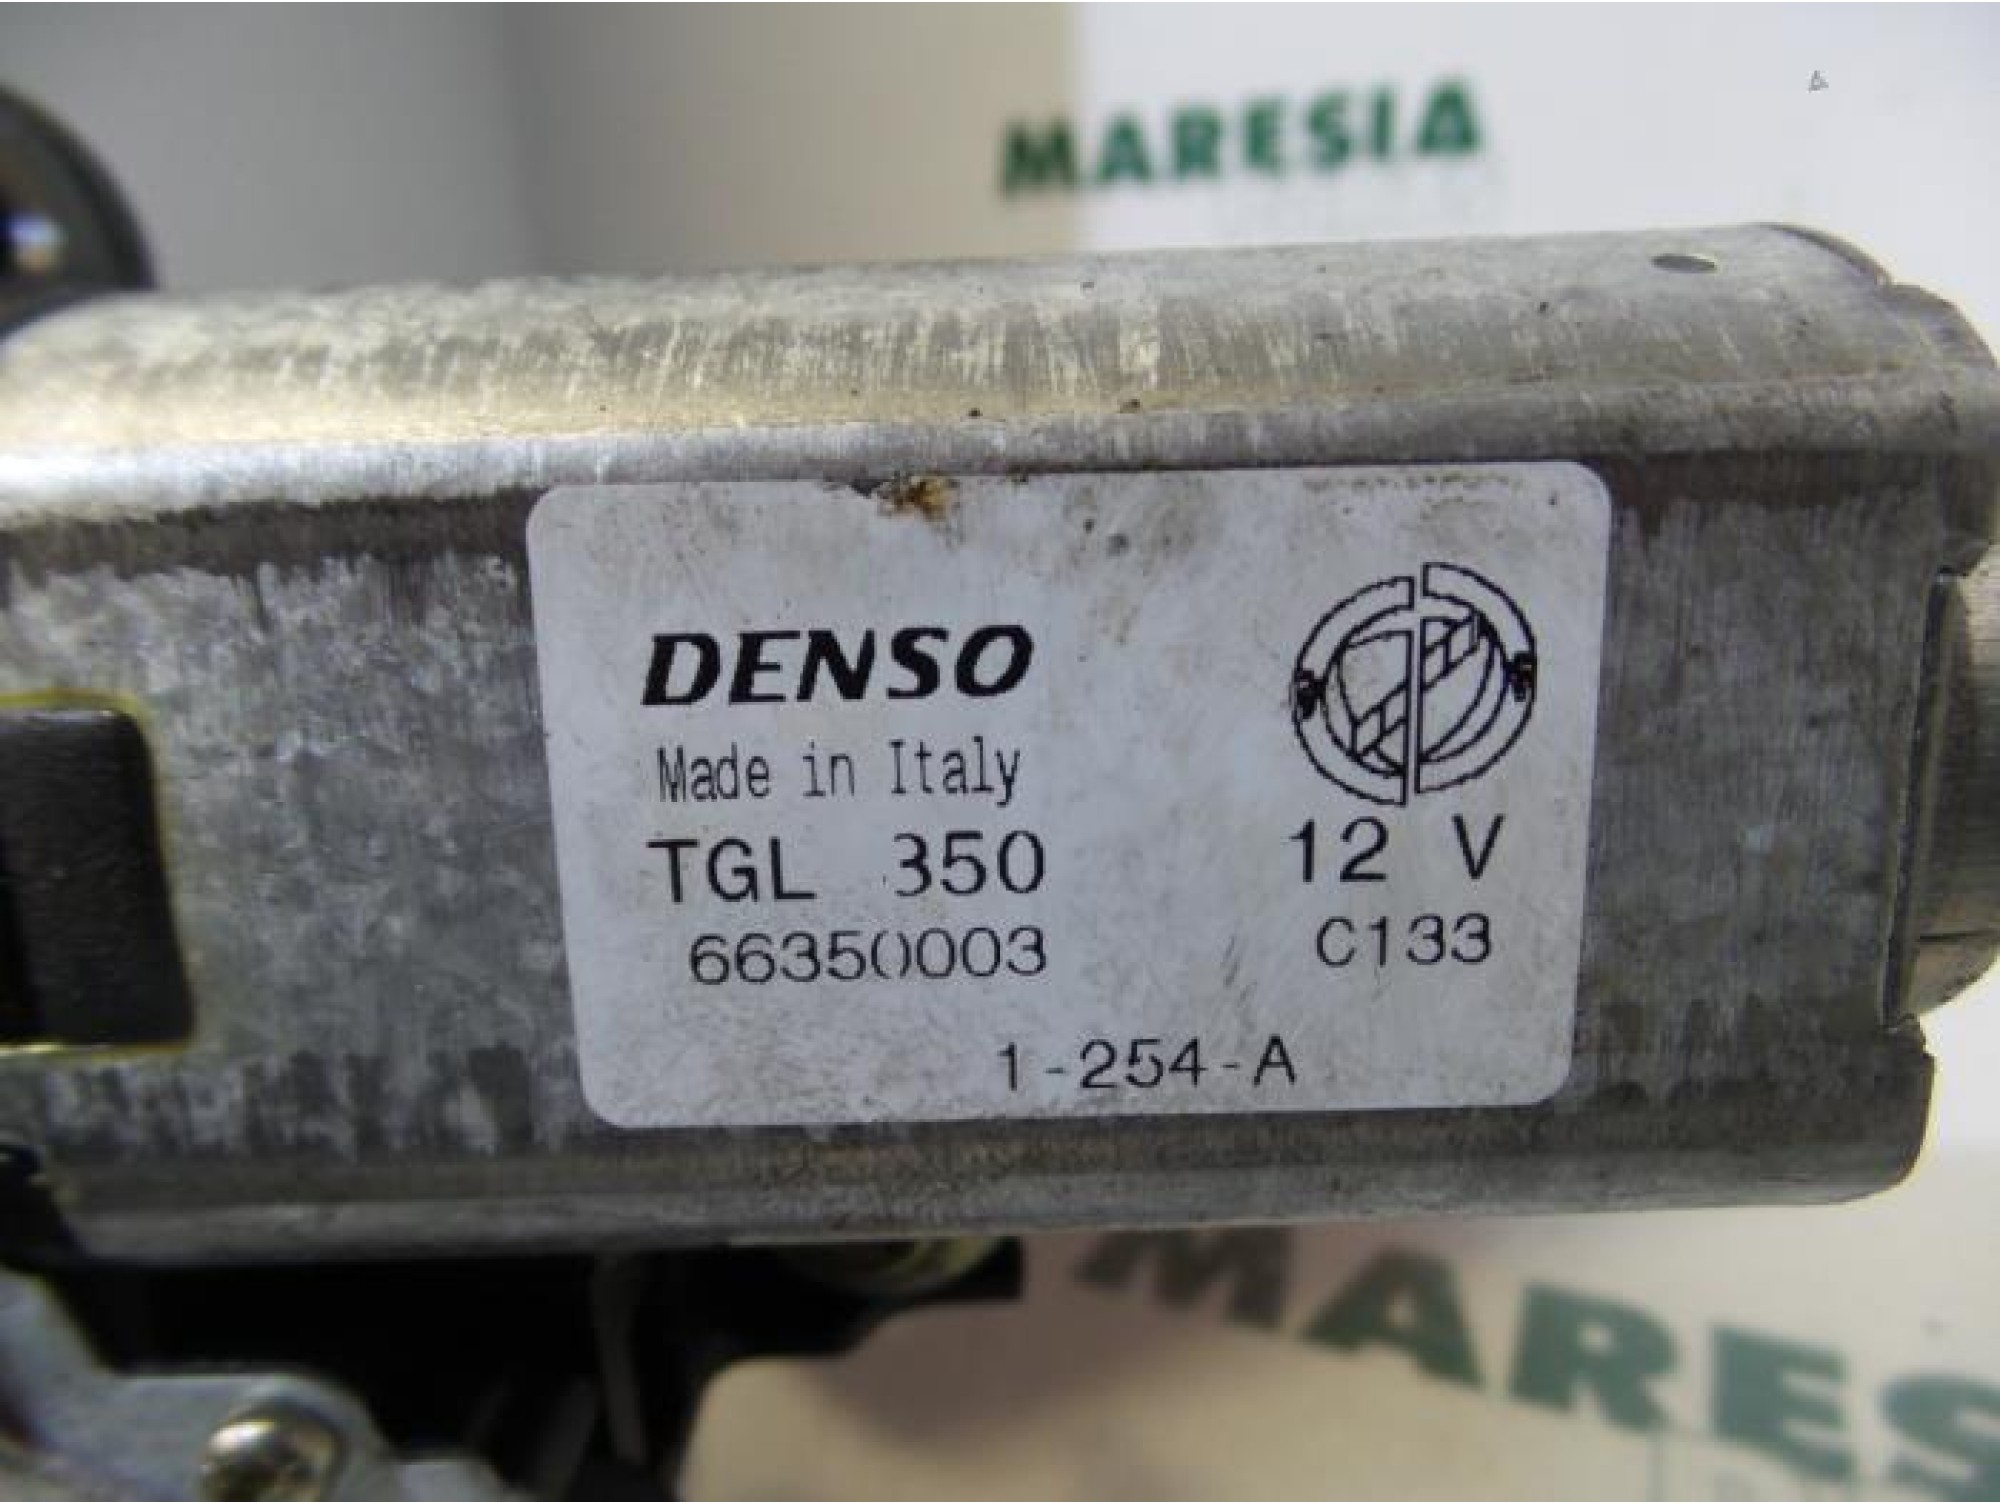 MARESIA
DENSO
Made in Italy
TGL 350 12 V
66350003 C133
1-254-A
MARES